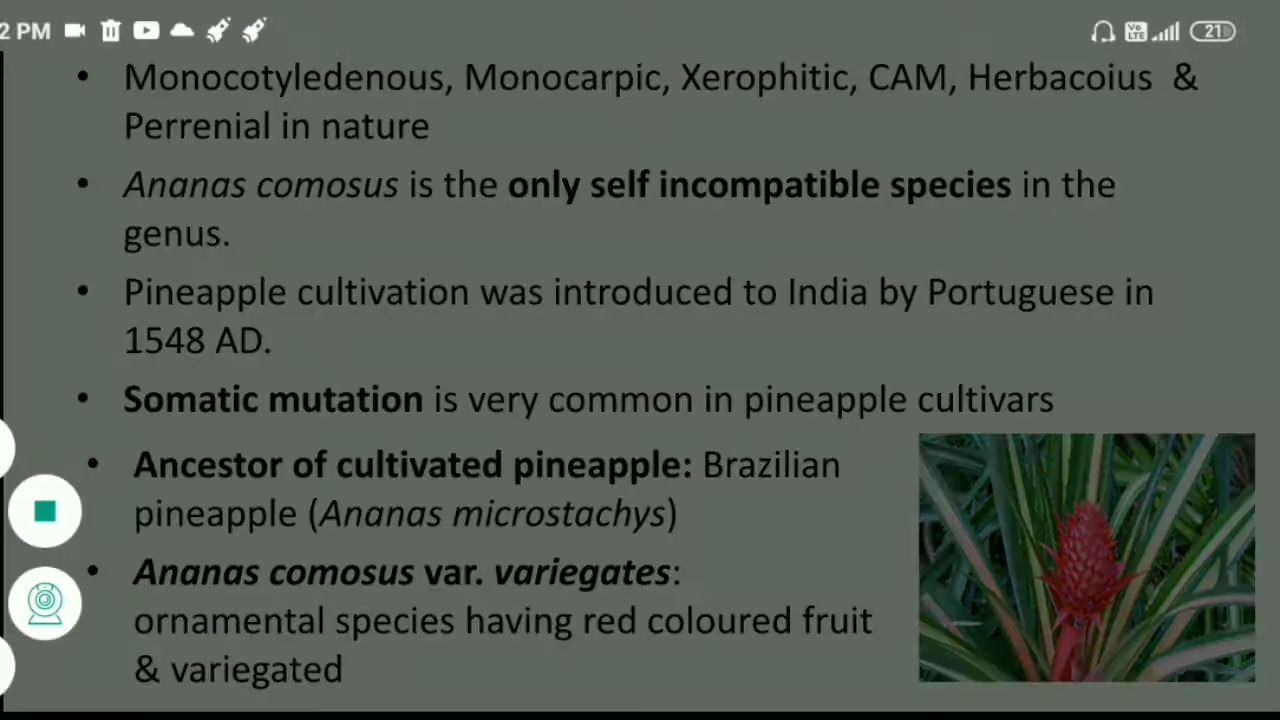 2 PM
Vo LTE
21
• Monocotyledenous, Monocarpic, Xerophitic, CAM, Herbacoius &
Perrenial in nature
• Ananas comosus is the only self incompatible species in the
genus.
• Pineapple cultivation was introduced to India by Portuguese in
1548 AD.
• Somatic mutation is very common in pineapple cultivars
• Ancestor of cultivated pineapple: Brazilian
pineapple (Ananas microstachys)
• Ananas comosus var. variegates:
ornamental species having red coloured fruit
& variegated